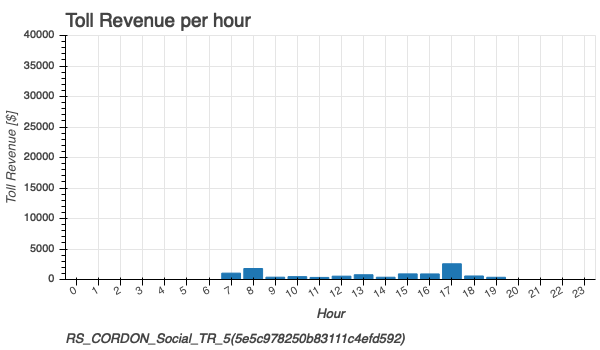 Toll Revenue per hour
40000
35000
30000
25000
20000
15000
10000
5000
0
Toll Revenue [$]
0 1 2 3 4 5 6 7 8 9 10 11 12 13 14 15 16 17 18 19 20 21 22 23
Hour
RS_CORDON_Social_TR_5(5e5c978250b83111c4efd592)